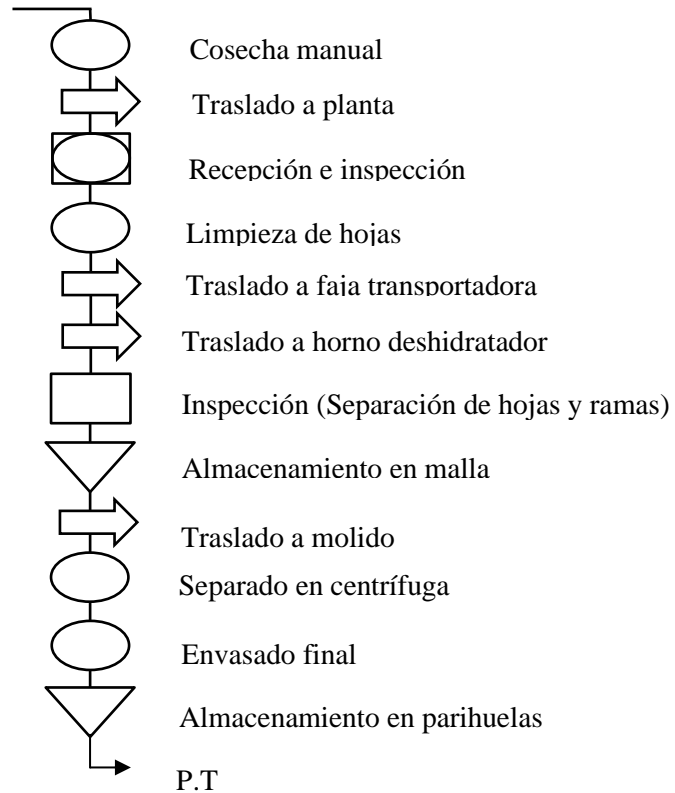 Cosecha manual
Traslado a planta
Recepción e inspección
Limpieza de hojas
Traslado a faja transportadora
Traslado a horno deshidratador
Inspección (Separación de hojas y ramas)
Almacenamiento en malla
Traslado a molido
Separado en centrífuga
Envasado final
Almacenamiento en parihuelas
P.T